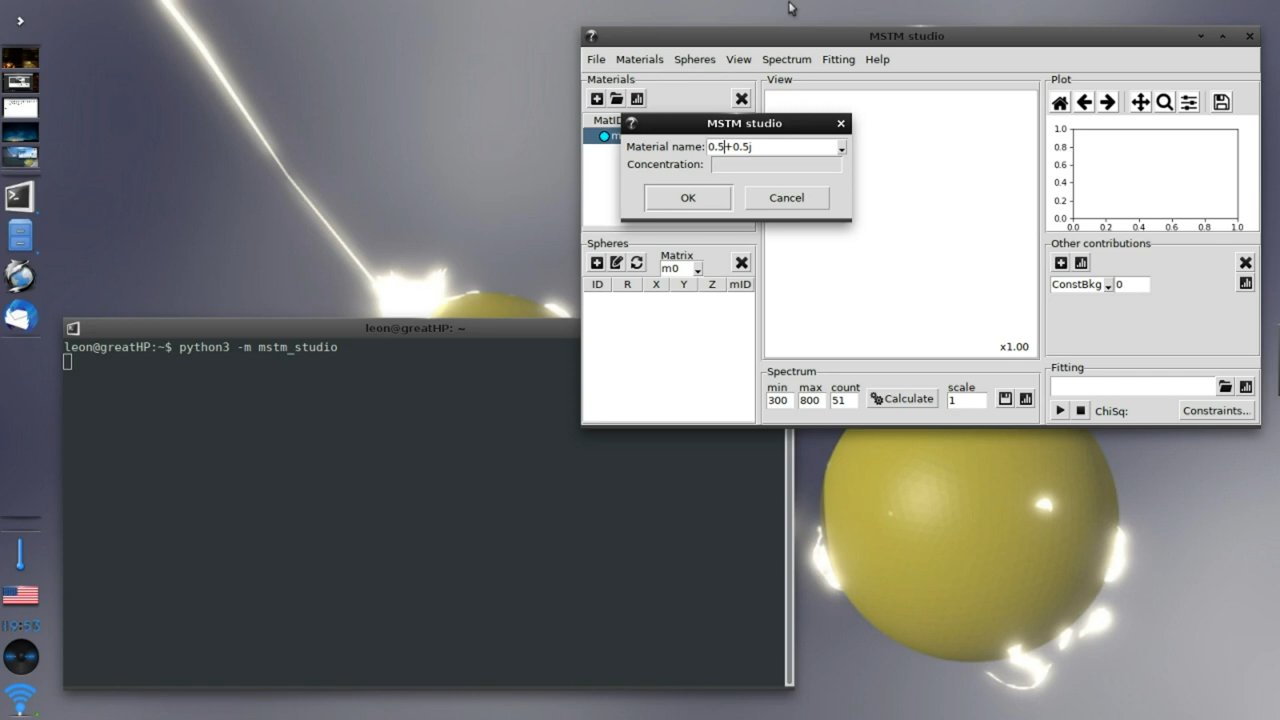 MSTM studio
File Materials Spheres View Spectrum Fitting Help
Materials
MatID
MSTM studio
Material name: 0.5+0.5j
Concentration:
OK Cancel
Spheres
Matrix
m0
ID R X Y Z mID
View
x1.00
Spectrum
min max count scale
300 800 51 Calculate 1
Plot
1.0
0.8
0.6
0.4
0.2
0.0
0.0 0.2 0.4 0.6 0.8 1.0
Other contributions
ConstBkg 0
Fitting
ChiSq: Constraints...
leon@greatHP: ~
leon@greatHP:~$ python3 -m mstm_studio
19:53